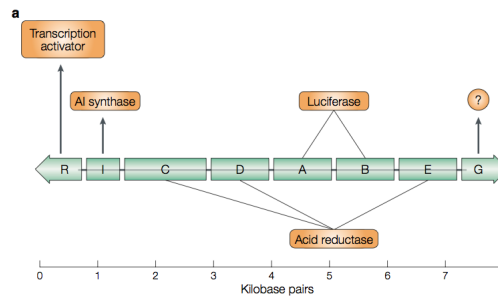 a
Transcription
activator
AI synthase
Luciferase
?
R I C D A B E G
Acid reductase
0 1 2 3 4 5 6 7
Kilobase pairs